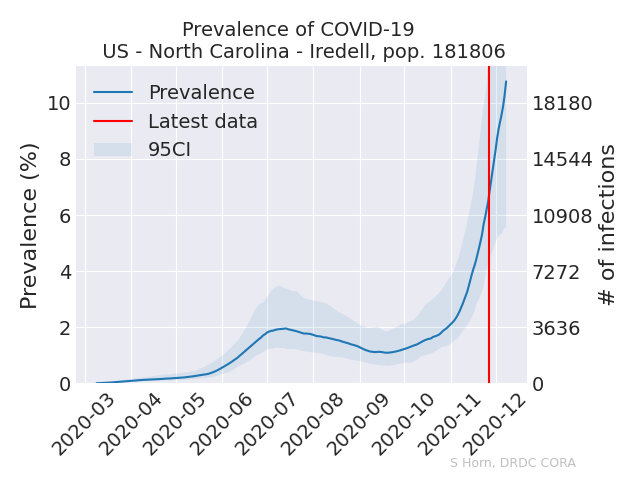 Prevalence of COVID-19
US - North Carolina - Iredell, pop. 181806
Prevalence
Latest data
95CI
Prevalence (%)
10
8
6
4
2
0
18180
14544
10908
7272
3636
0
# of infections
2020-03
2020-04
2020-05
2020-06
2020-07
2020-08
2020-09
2020-10
2020-11
2020-12
S Horn, DRDC CORA